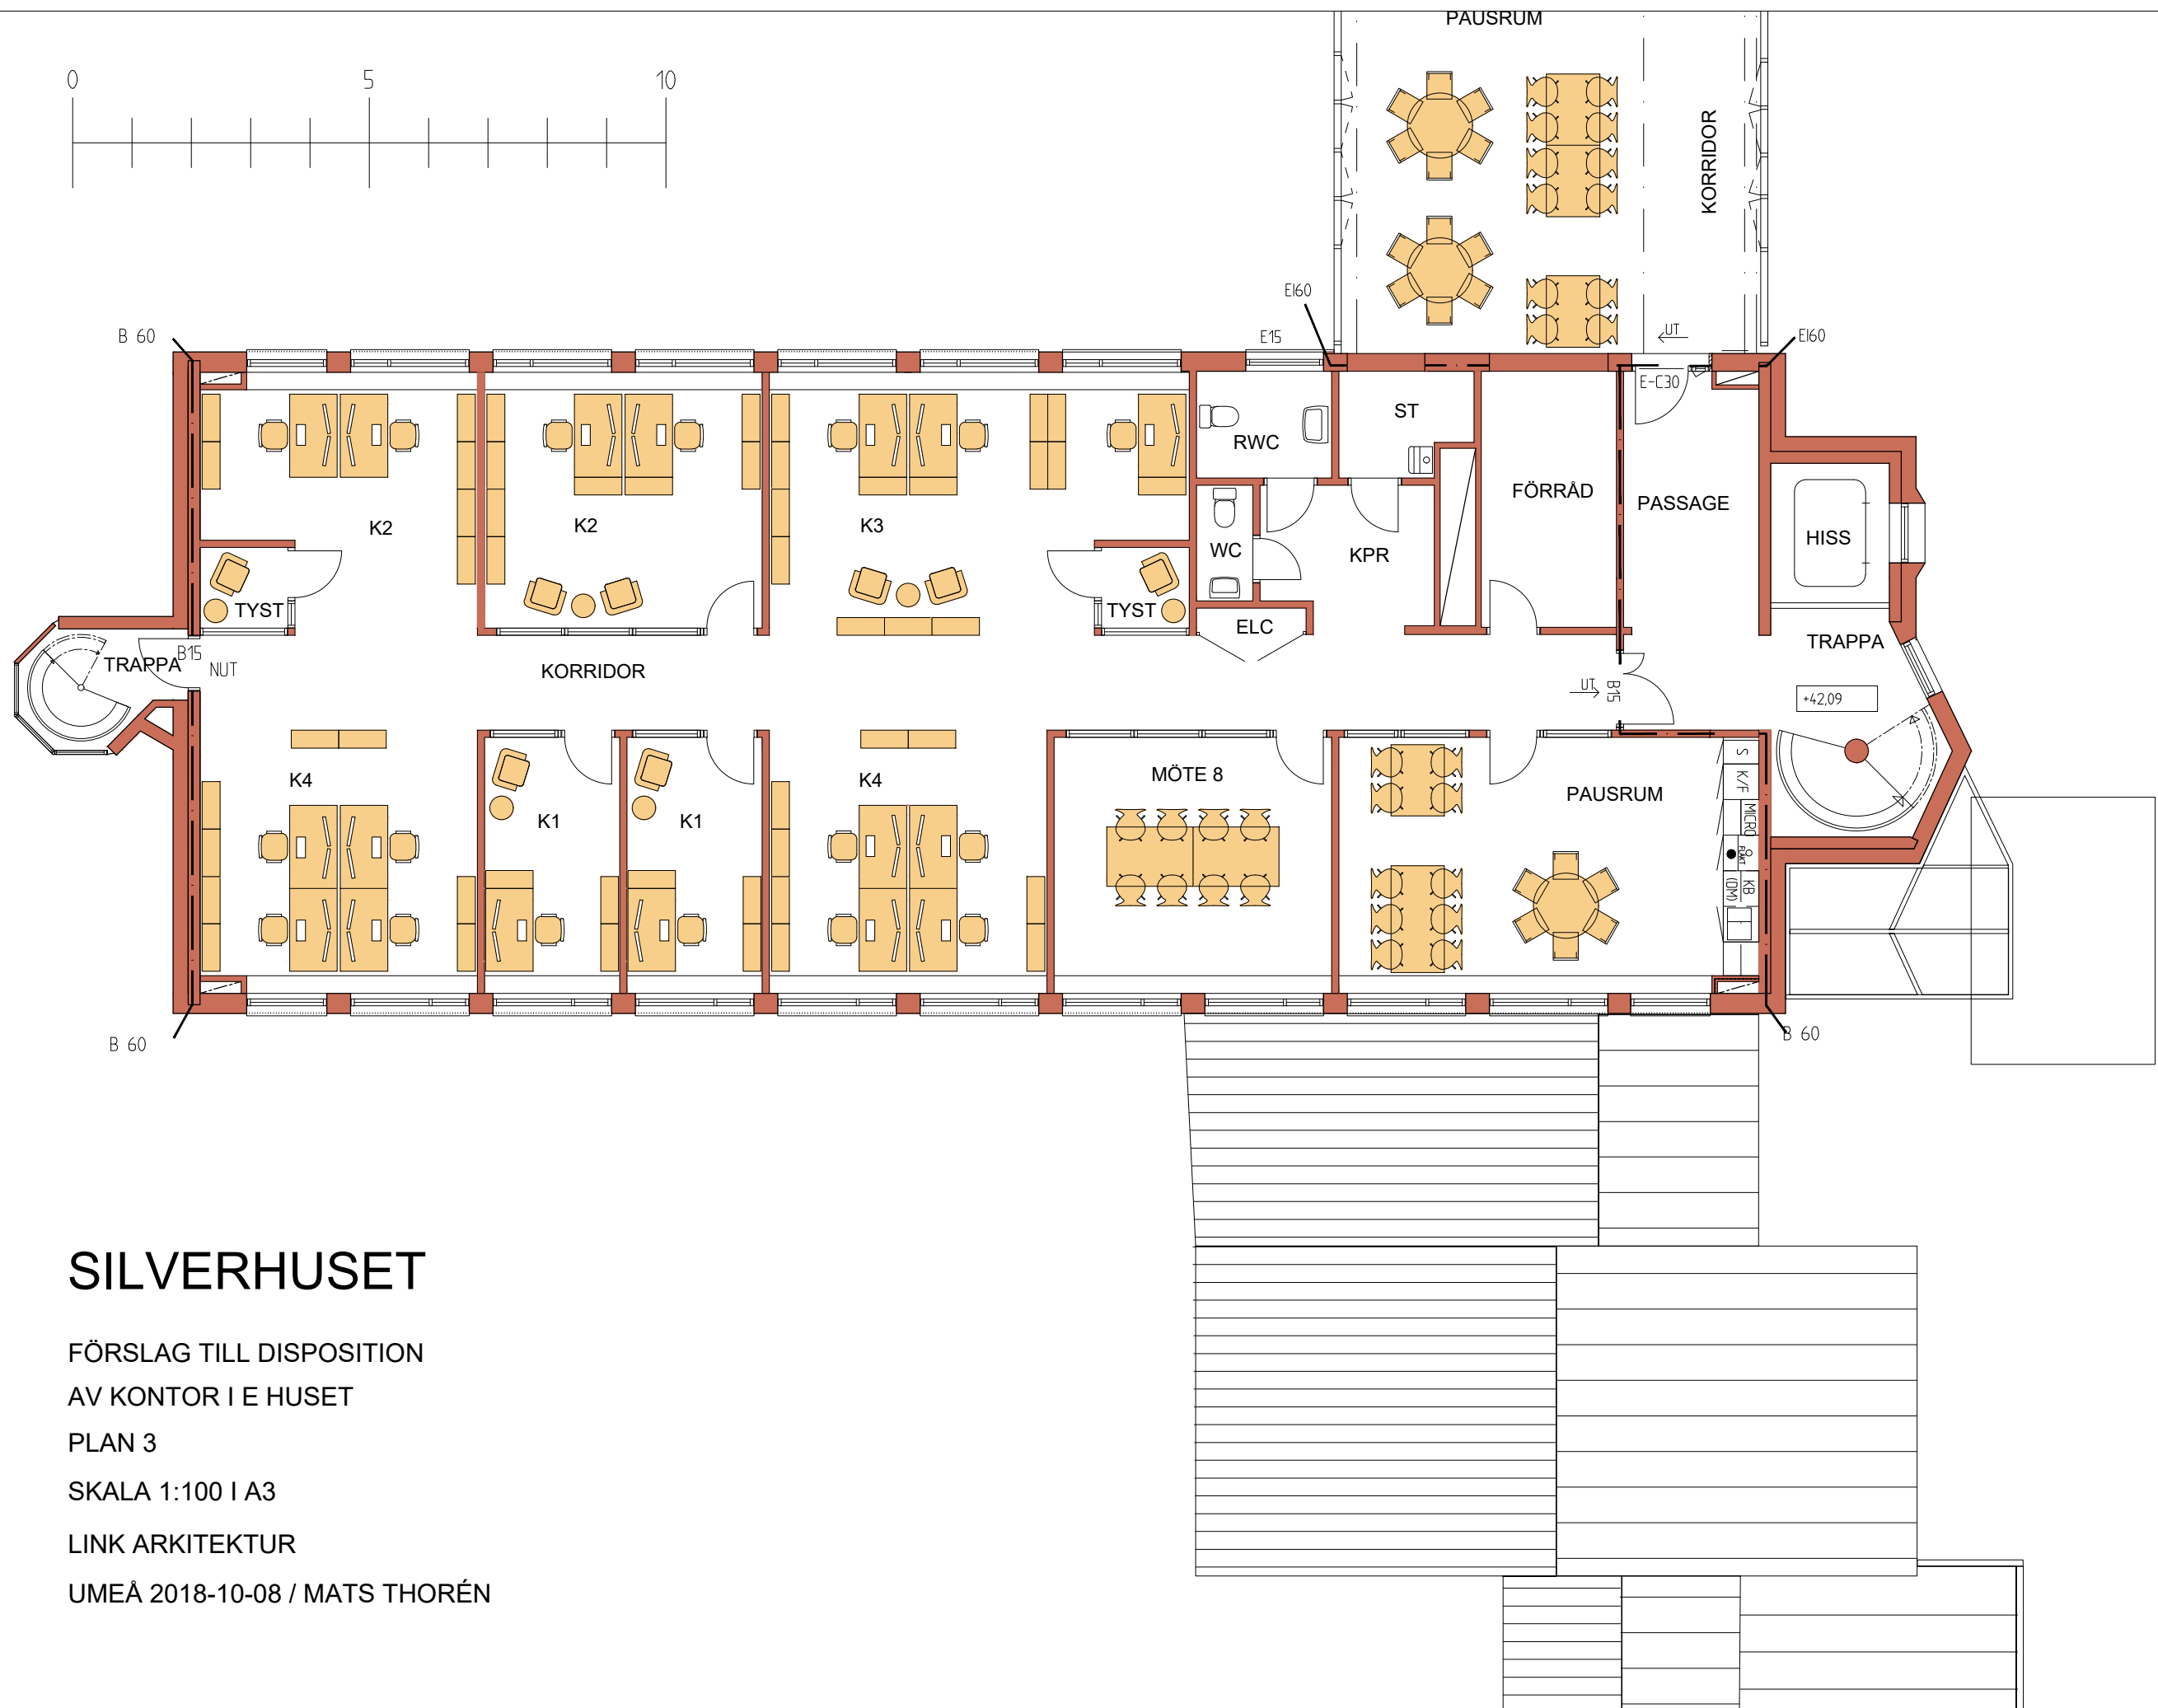 PAUSRUM
0 5 10
KORRIDOR
EI60
UT
B 60
E15
EI60
E-C30
ST
RWC
FÖRRÅD
PASSAGE
K2
K2
K3
HISS
WC
KPR
TYST
TYST
ELC
TRAPPA
TRAPPA
B15
NUT
KORRIDOR
UT
B15
+42,09
S
K/F
MICRO
FLÄKT
KB
(DM)
K4
K4
MÖTE 8
PAUSRUM
K1
K1
B 60
B 60
SILVERHUSET
FÖRSLAG TILL DISPOSITION
AV KONTOR I E HUSET
PLAN 3
SKALA 1:100 I A3
LINK ARKITEKTUR
UMEÅ 2018-10-08 / MATS THORÉN